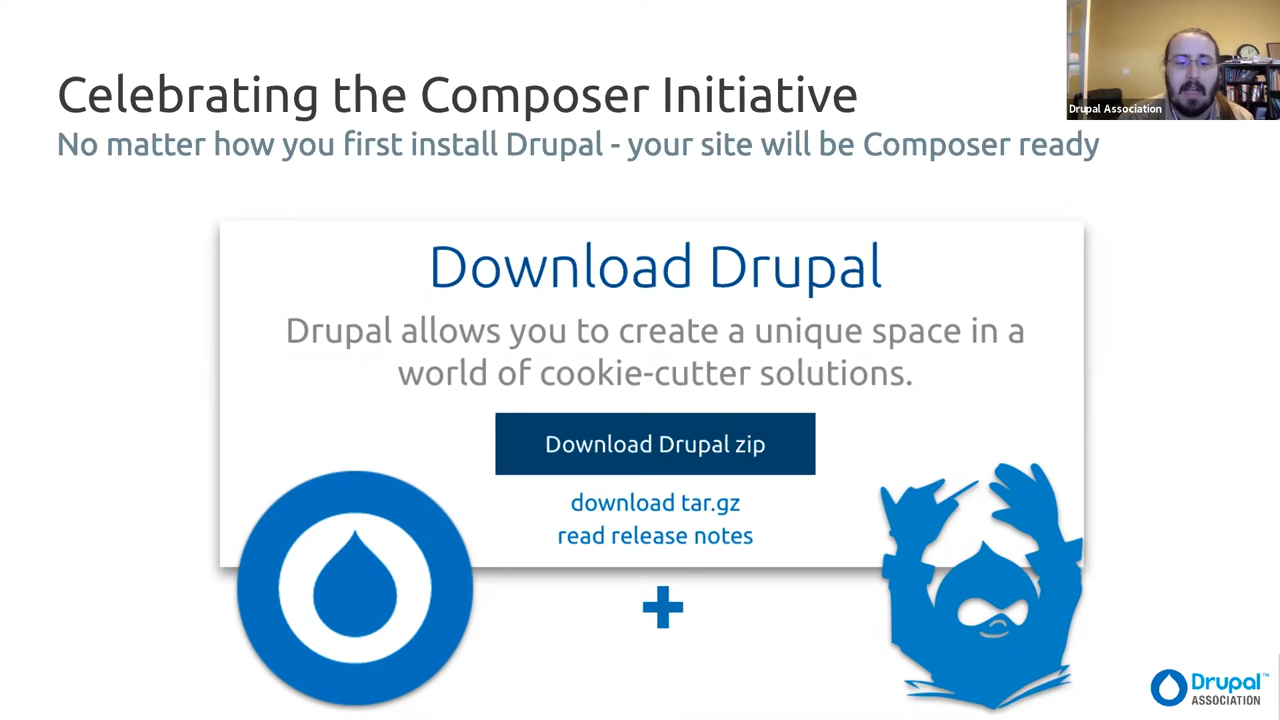 Celebrating the Composer Initiative
No matter how you first install Drupal - your site will be Composer ready
Drupal Association
Download Drupal
Drupal allows you to create a unique space in a
world of cookie-cutter solutions.
Download Drupal zip
download tar.gz
read release notes
+
Drupal™
ASSOCIATION